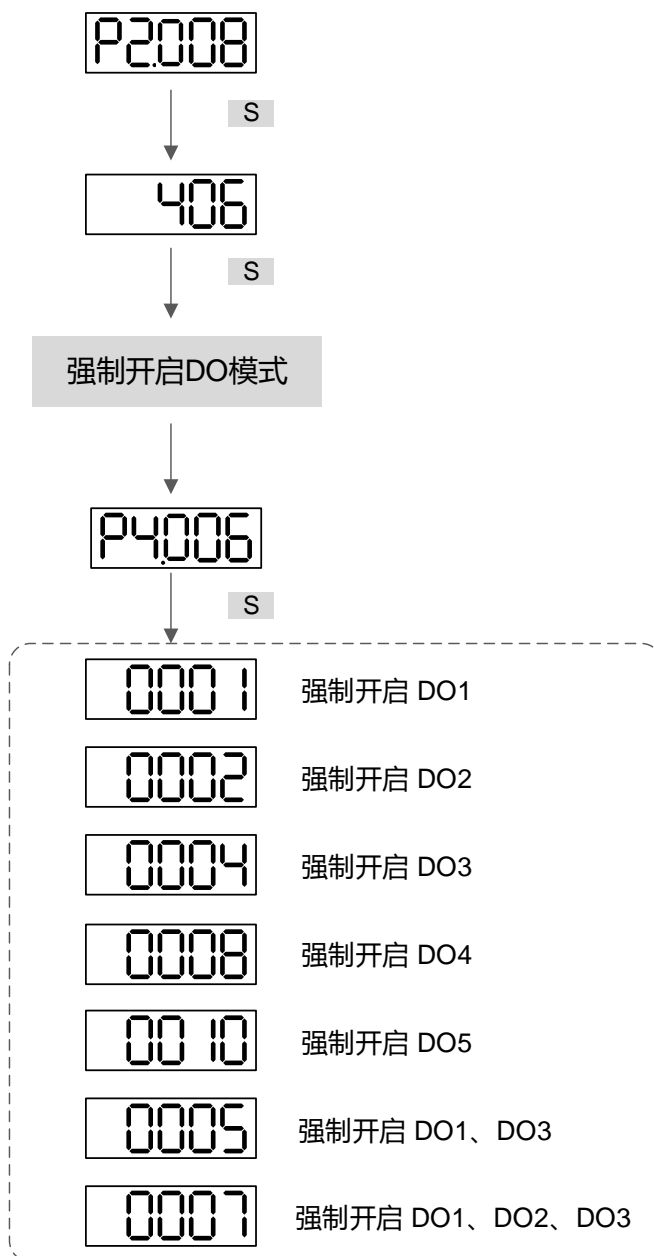 P2.008
S
406
S
强制开启DO模式
P4.006
S
0001 强制开启 DO1
0002 强制开启 DO2
0004 强制开启 DO3
0008 强制开启 DO4
0010 强制开启 DO5
0005 强制开启 DO1、DO3
0007 强制开启 DO1、DO2、DO3